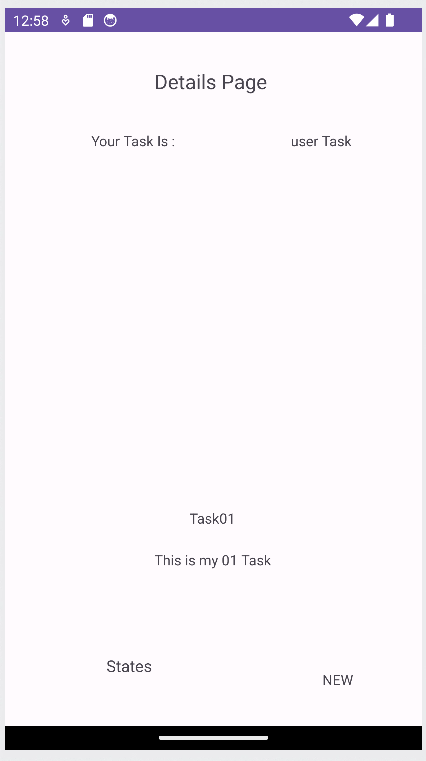 12:58
Details Page
Your Task Is : user Task
Task01
This is my 01 Task
States
NEW